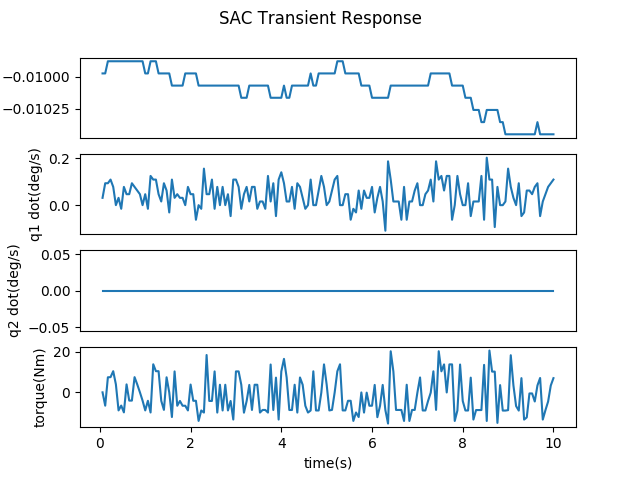 SAC Transient Response
−0.01000
−0.01025
q1 dot(deg/s)
0.2
0.0
q2 dot(deg/s)
0.05
0.00
−0.05
torque(Nm)
20
0
0 2 4 6 8 10
time(s)